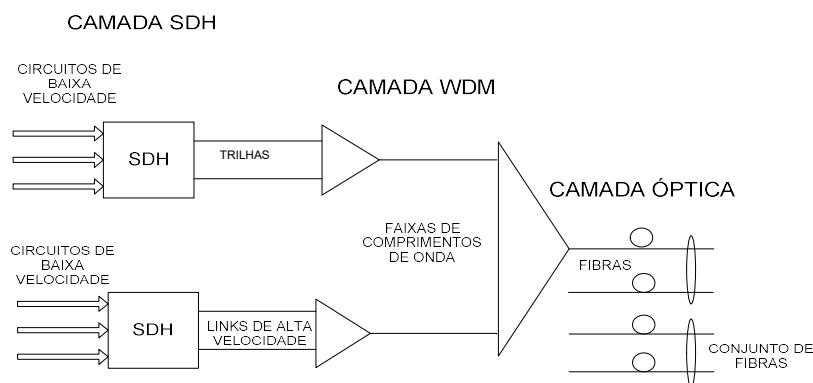 CAMADA SDH
CIRCUITOS DE
BAIXA
VELOCIDADE
CAMADA WDM
SDH
TRILHAS
CAMADA ÓPTICA
FAIXAS DE
COMPRIMENTOS
DE ONDA
CIRCUITOS DE
BAIXA
VELOCIDADE
FIBRAS
SDH
LINKS DE ALTA
VELOCIDADE
CONJUNTO DE
FIBRAS